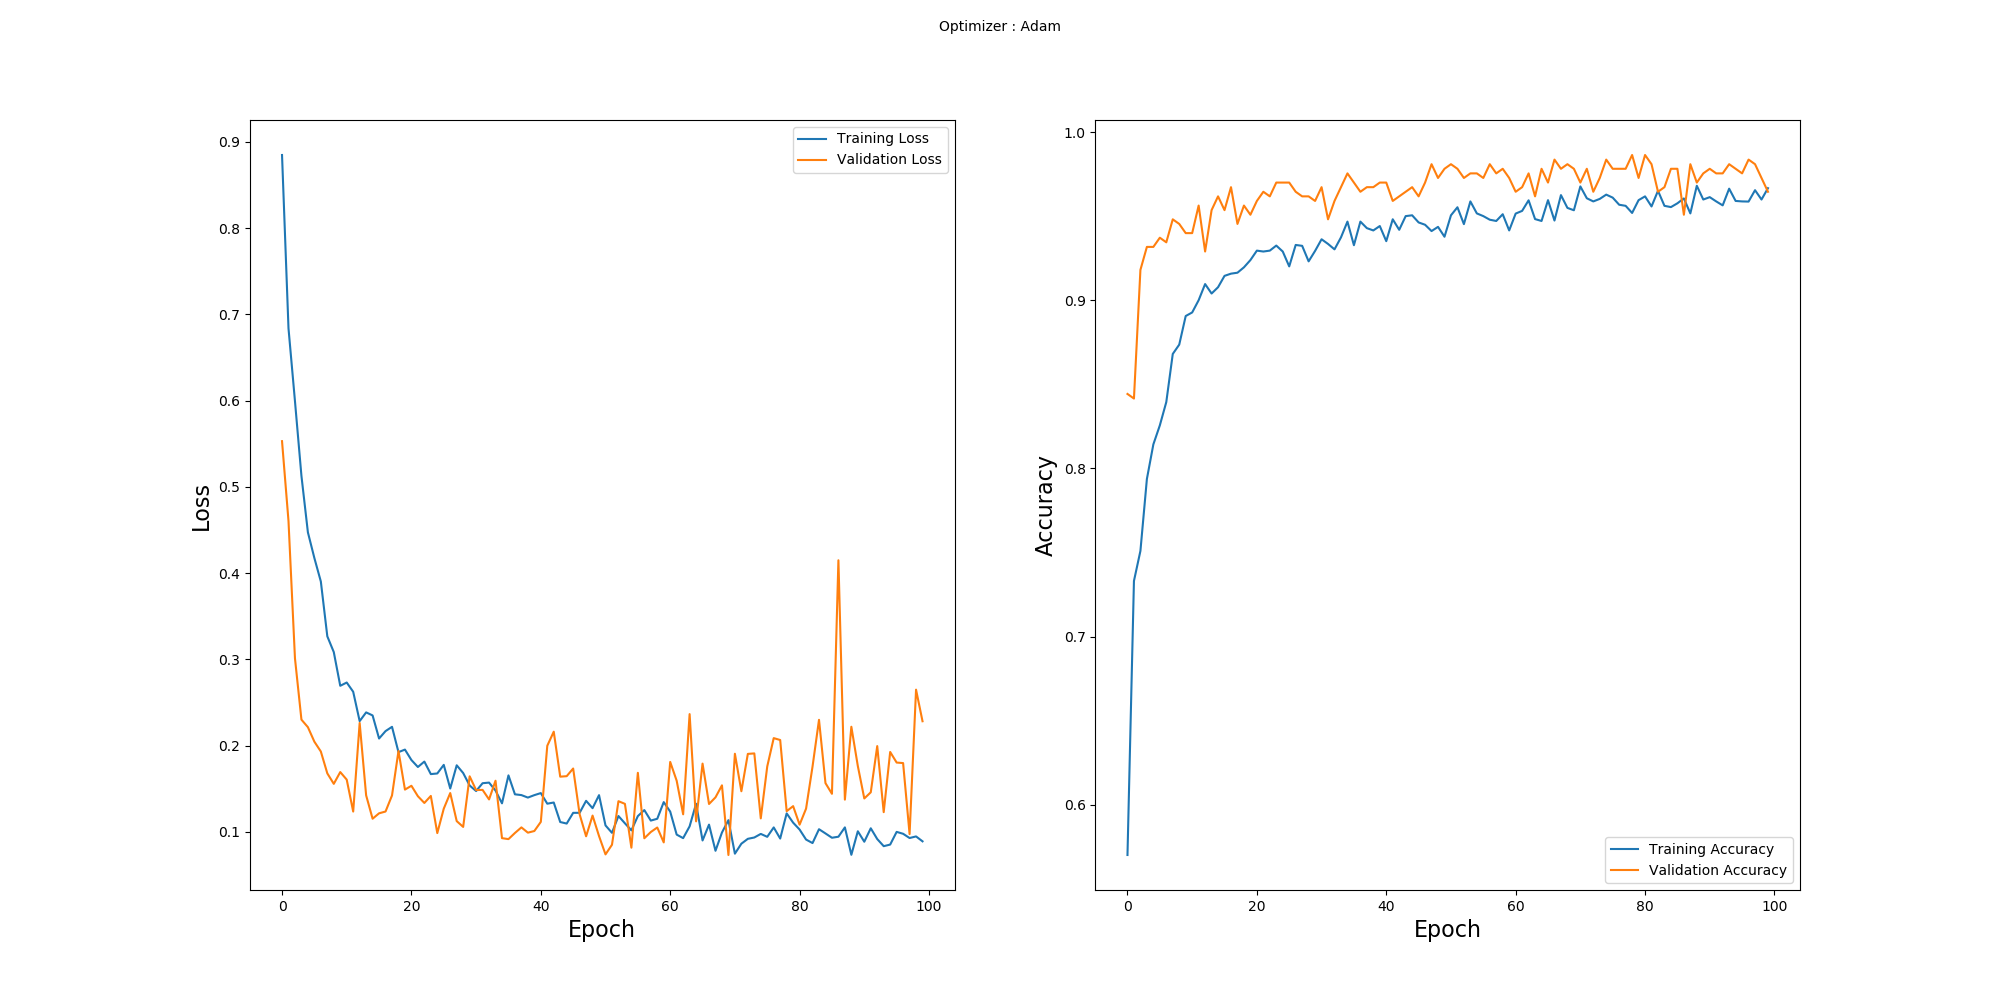 Optimizer : Adam
0.9
0.8
0.7
0.6
0.5
0.4
0.3
0.2
0.1
Loss
0
20
40
60
80
100
Epoch
Training Loss
Validation Loss
1.0
0.9
0.8
0.7
0.6
Accuracy
0
20
40
60
80
100
Epoch
Training Accuracy
Validation Accuracy